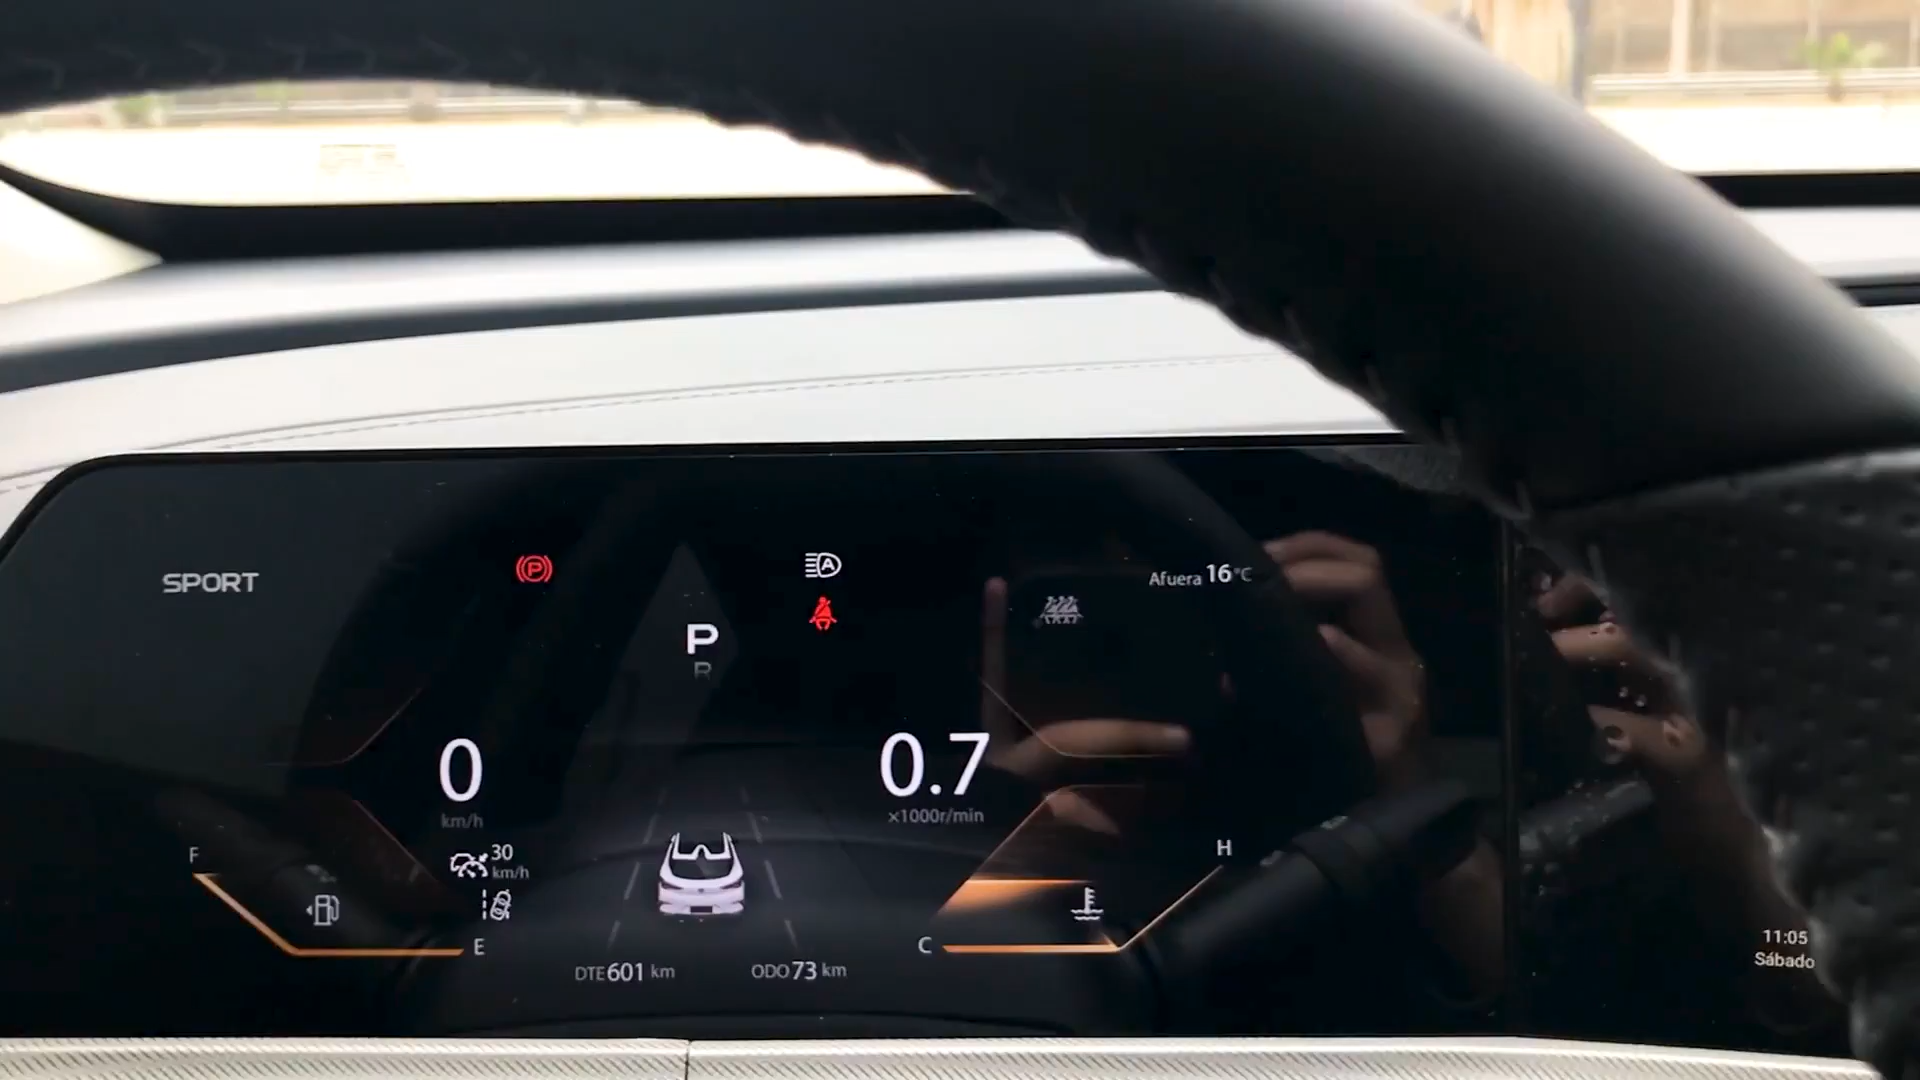 SPORT
P
A
Afuera 16°C
P
R
0
km/h
0.7
×1000r/min
30
km/h
F
E
H
C
DTE 601 km
ODO 73 km
11:05
Sábado